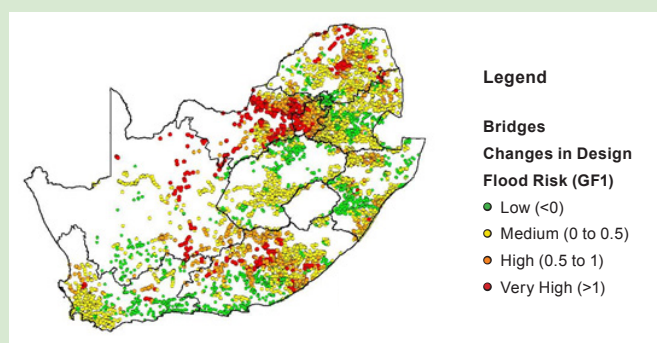 Legend
Bridges
Changes in Design
Flood Risk (GF1)
Low (<0)
Medium (0 to 0.5)
High (0.5 to 1)
Very High (>1)